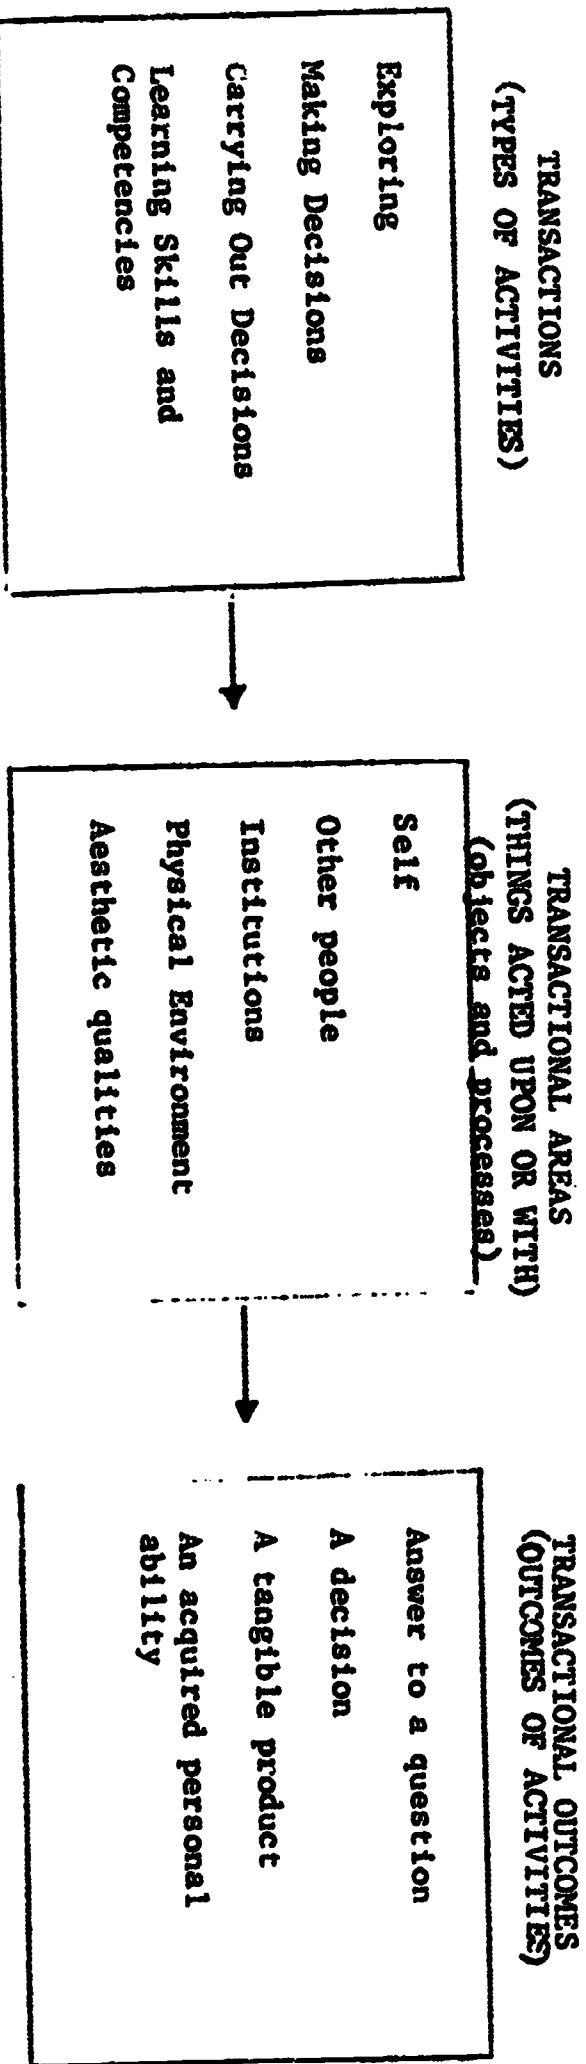 TRANSACTIONS
(TYPES OF ACTIVITIES)
Exploring
Making Decisions
Carrying Out Decisions
Learning Skills and
Competencies
TRANSACTIONAL AREAS
(THINGS ACTED UPON OR WITH)
(objects and processes)
Self
Other people
Institutions
Physical Environment
Aesthetic qualities
TRANSACTIONAL OUTCOMES
(OUTCOMES OF ACTIVITIES)
Answer to a question
A decision
A tangible product
An acquired personal
ability